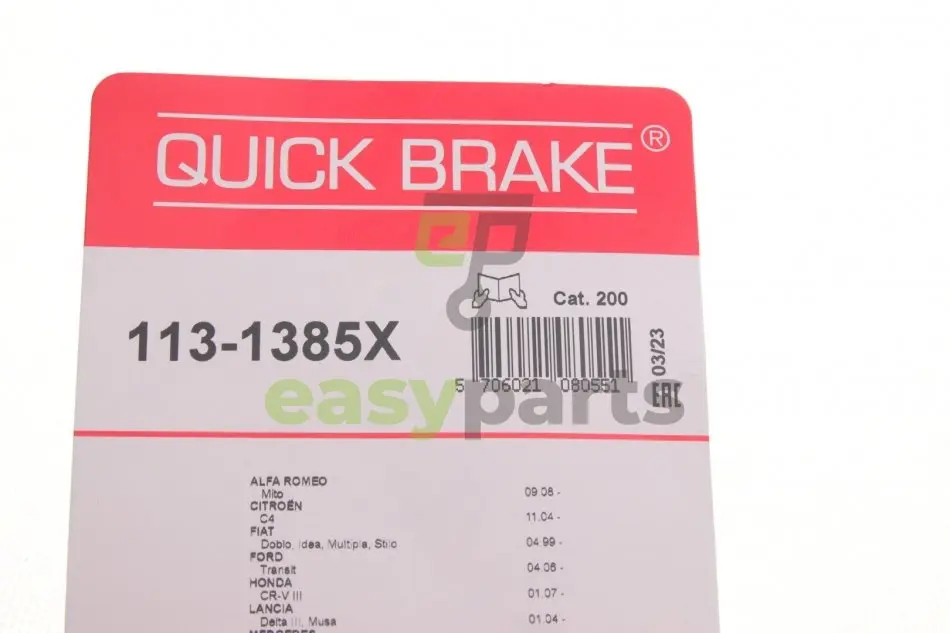 QUICK BRAKE®
ep
Cat. 200
113-1385X
03/23
5 706021 080551
EAC
easyparts
ALFA ROMEO
Mito 09.08 -
CITROËN
C4 11.04 -
FIAT
Doblo, Idea, Multipla, Stilo 04.99 -
FORD
Transit 04.06 -
HONDA
CR-V III 01.07 -
LANCIA
Delta III, Musa 01.04 -
MERCEDES